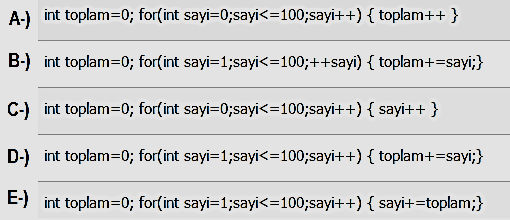 A-) int toplam=0; for(int sayi=0;sayi<=100;sayi++) { toplam++ }
B-) int toplam=0; for(int sayi=1;sayi<=100;++sayi) { toplam+=sayi;}
C-) int toplam=0; for(int sayi=0;sayi<=100;sayi++) { sayi++ }
D-) int toplam=0; for(int sayi=1;sayi<=100;sayi++) { toplam+=sayi;}
E-) int toplam=0; for(int sayi=1;sayi<=100;sayi++) { sayi+=toplam;}